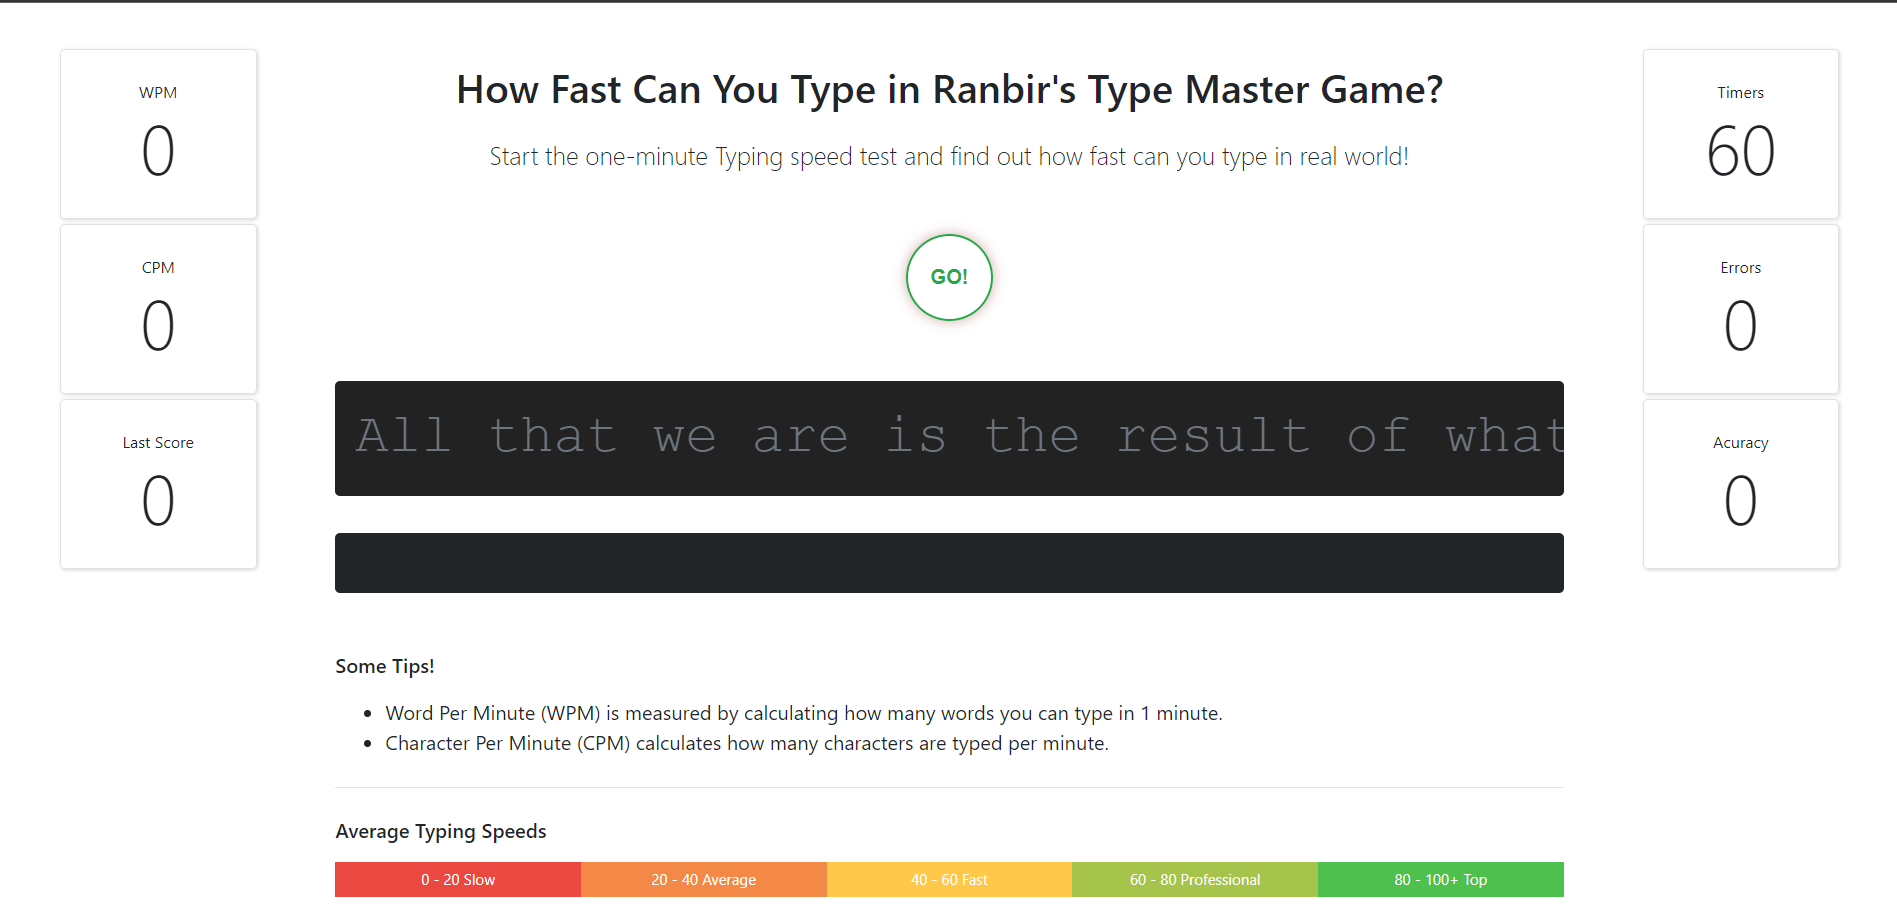 WPM
0
CPM
0
Last Score
0
How Fast Can You Type in Ranbir's Type Master Game?
Start the one-minute Typing speed test and find out how fast can you type in real world!
GO!
All that we are is the result of what
Some Tips!
Word Per Minute (WPM) is measured by calculating how many words you can type in 1 minute.
Character Per Minute (CPM) calculates how many characters are typed per minute.
Average Typing Speeds
0 - 20 Slow
20 - 40 Average
40 - 60 Fast
60 - 80 Professional
80 - 100+ Top
Timers
60
Errors
0
Acuracy
0